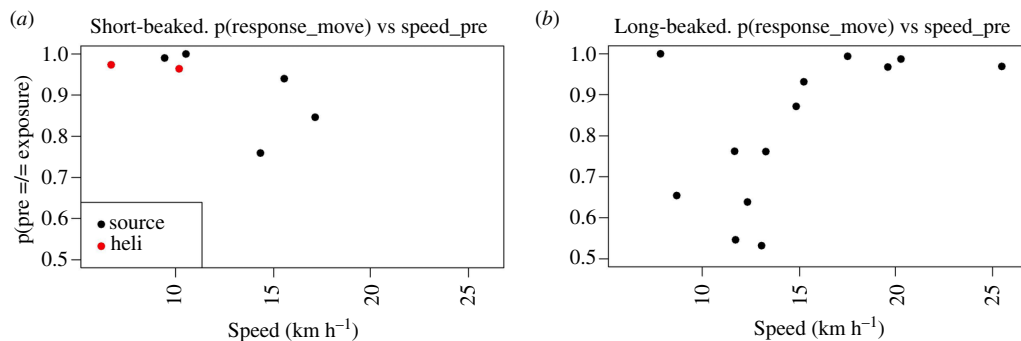 (a) Short-beaked. p(response_move) vs speed_pre
p(pre =/= exposure)
1.0
0.9
0.8
0.7
0.6
0.5
source
heli
10 15 20 25
Speed (km h⁻¹)
(b) Long-beaked. p(response_move) vs speed_pre
1.0
0.9
0.8
0.7
0.6
0.5
10 15 20 25
Speed (km h⁻¹)